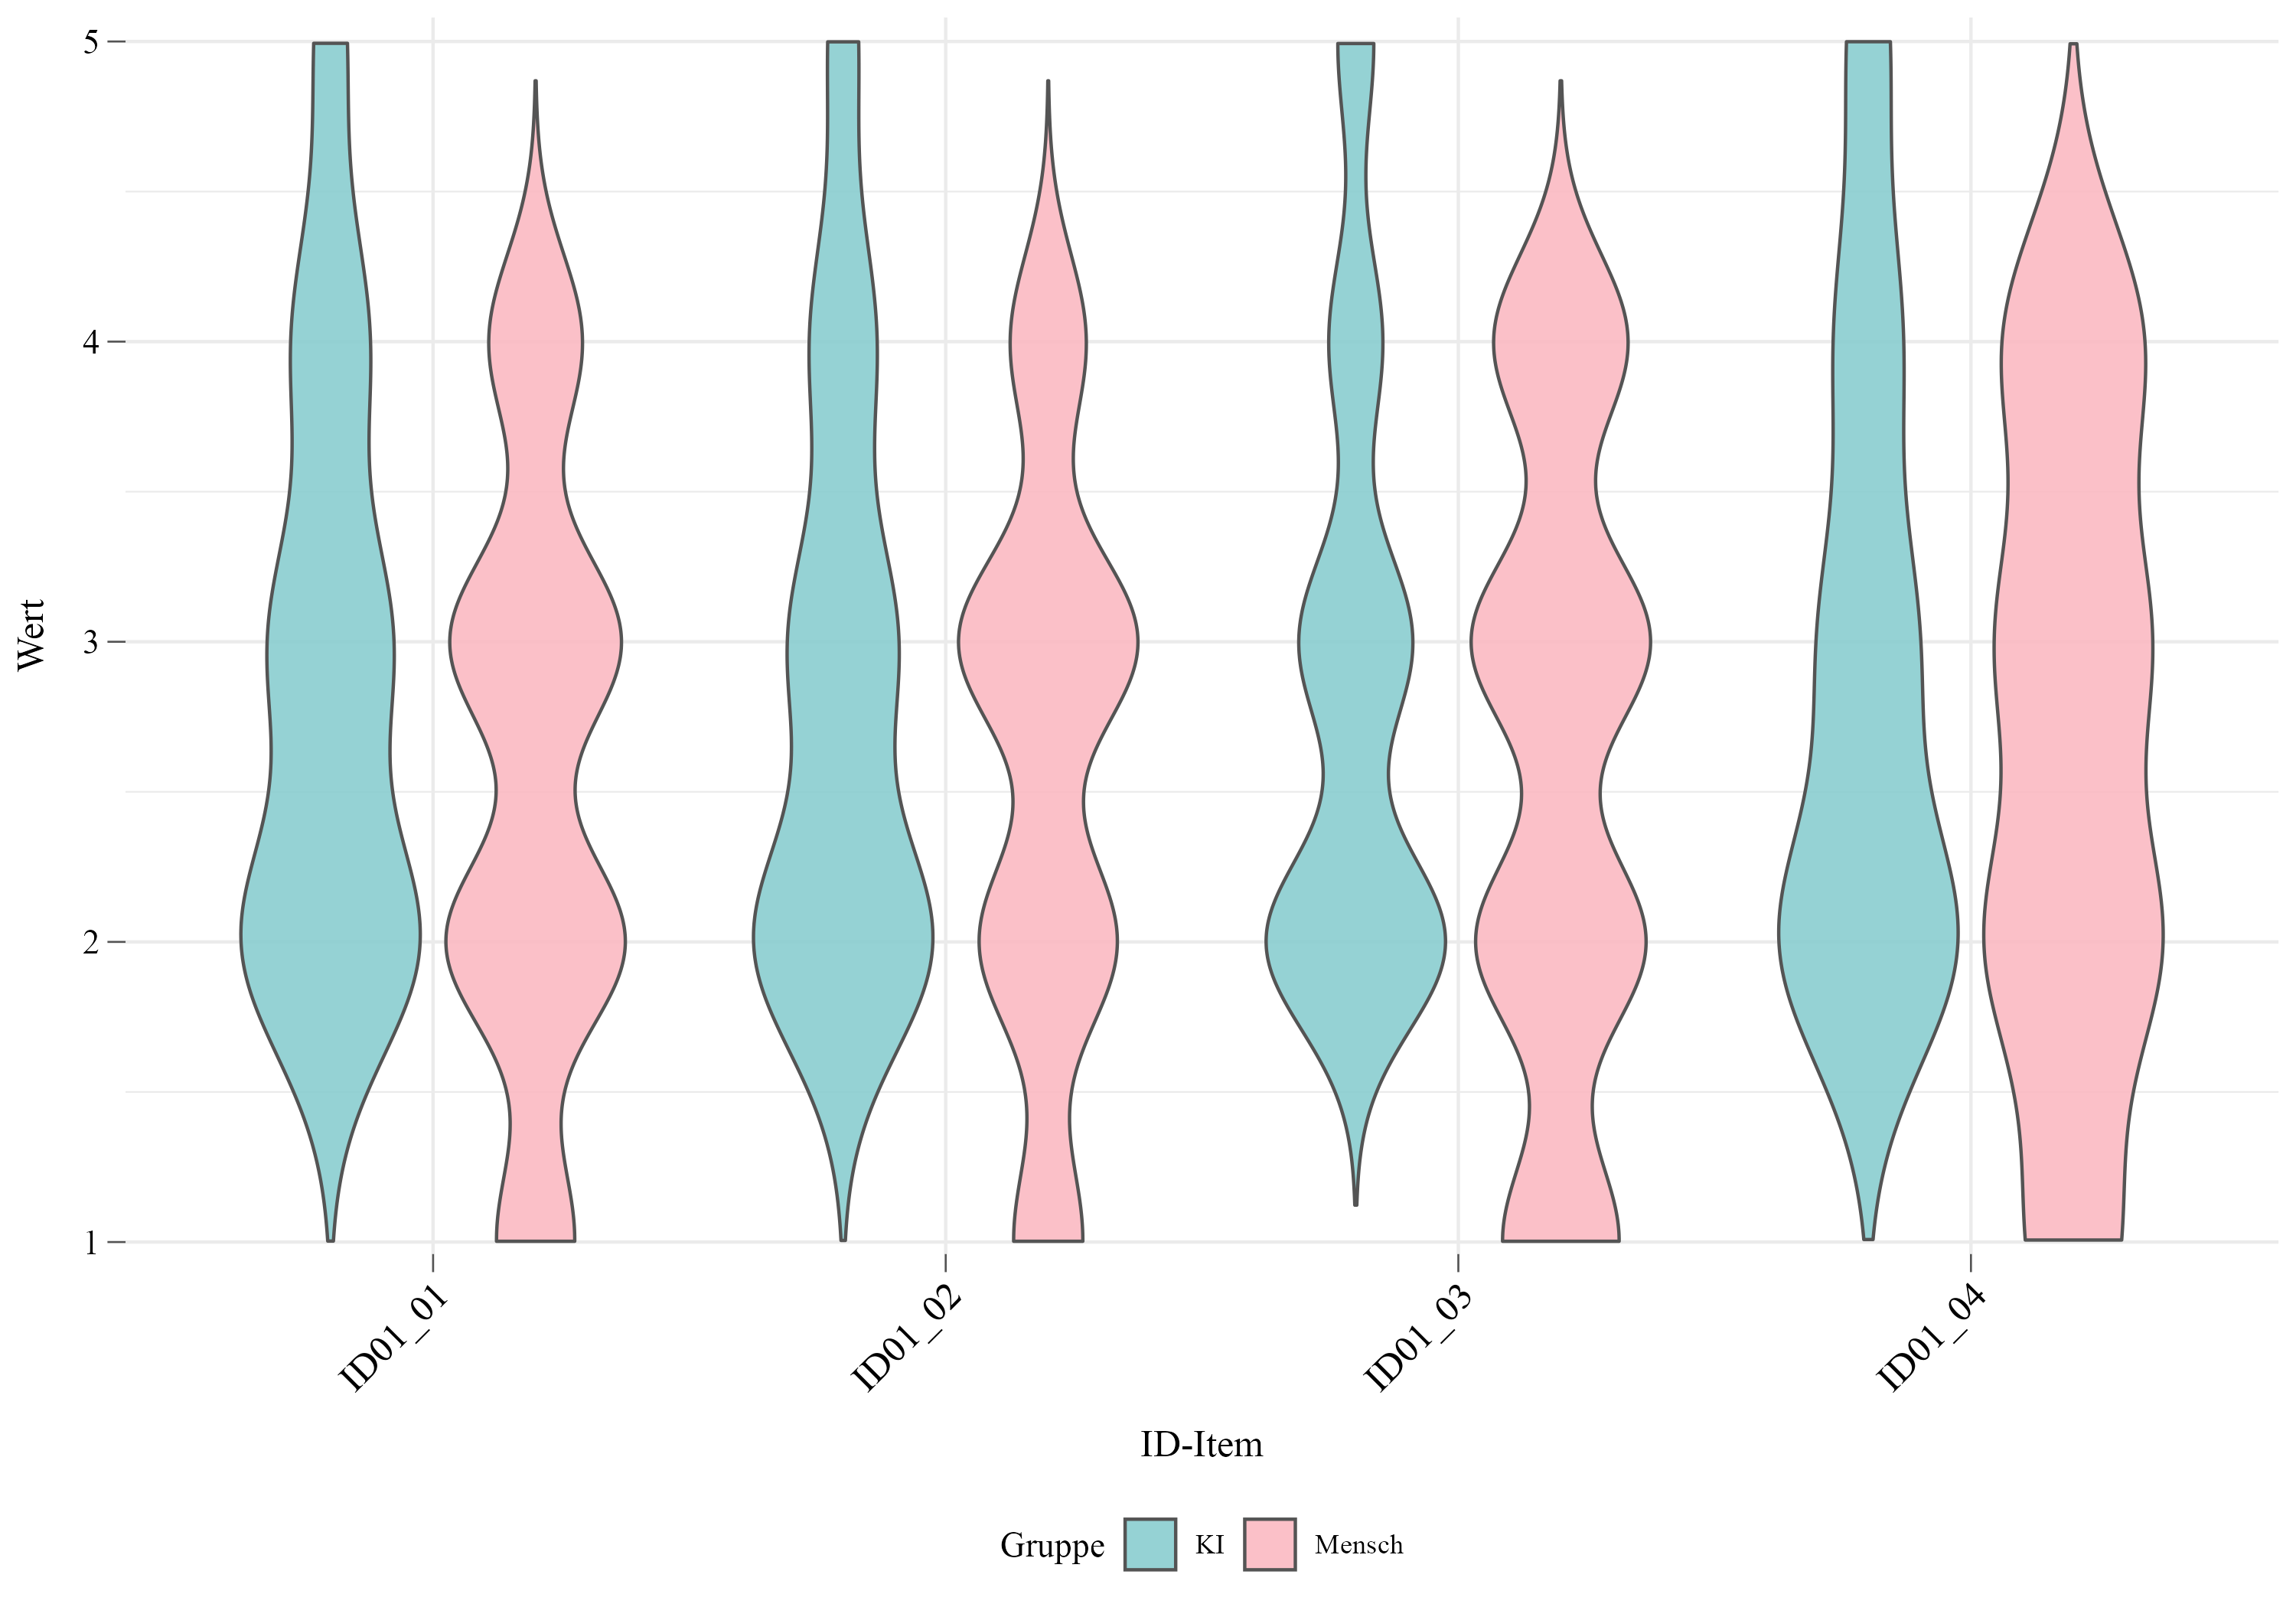 Wert
5
4
3
2
1
ID01_01
ID01_02
ID01_03
ID01_04
ID-Item
Gruppe KI Mensch